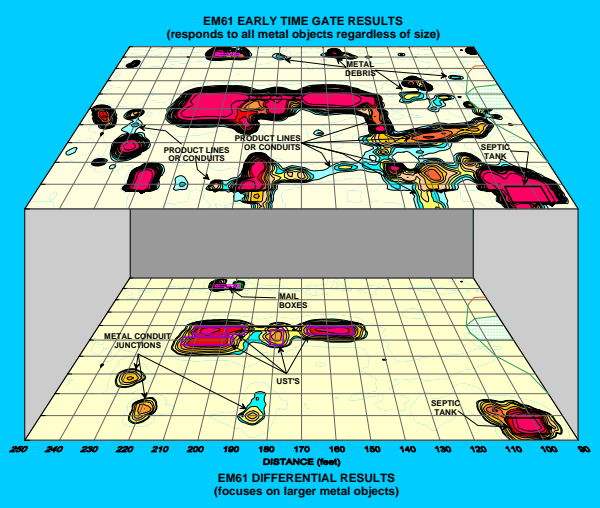 EM61 EARLY TIME GATE RESULTS
(responds to all metal objects regardless of size)
METAL
DEBRIS
PRODUCT LINES
OR CONDUITS
PRODUCT LINES
OR CONDUITS
SEPTIC
TANK
MAIL
BOXES
METAL CONDUIT
JUNCTIONS
UST'S
SEPTIC
TANK
250 240 230 220 210 200 190 180 170 160 150 140 130 120 110 100 90
DISTANCE (feet)
EM61 DIFFERENTIAL RESULTS
(focuses on larger metal objects)